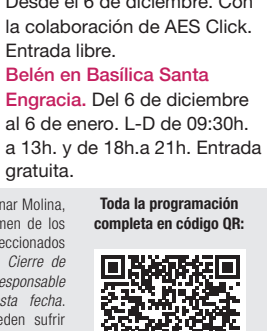 Desde el 6 de diciembre. Con
la colaboración de AES Click.
Entrada libre.
Belén en Basílica Santa
Engracia. Del 6 de diciembre
al 6 de enero. L-D de 09:30h.
a 13h. y de 18h.a 21h. Entrada
gratuita.
nar Molina,
men de los
eccionados
Cierre de
esponsable
sta fecha.
eden sufrir
Toda la programación
completa en código QR: